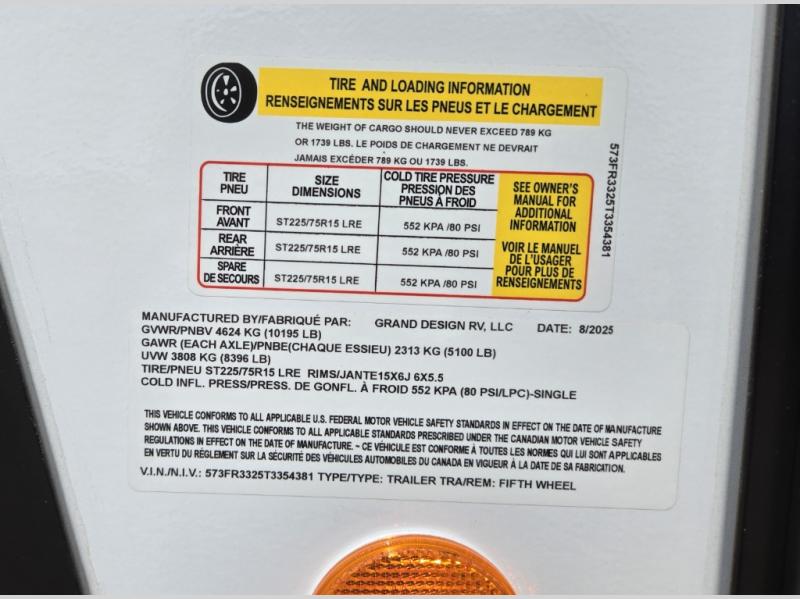 TIRE AND LOADING INFORMATION
RENSEIGNEMENTS SUR LES PNEUS ET LE CHARGEMENT
THE WEIGHT OF CARGO SHOULD NEVER EXCEED 789 KG
OR 1739 LBS. LE POIDS DE CHARGEMENT NE DEVRAIT
JAMAIS EXCÉDER 789 KG OU 1739 LBS.
TIRE
PNEU
SIZE
DIMENSIONS
COLD TIRE PRESSURE
PRESSION DES
PNEUS À FROID
FRONT
AVANT
ST225/75R15 LRE
552 KPA /80 PSI
REAR
ARRIÈRE
ST225/75R15 LRE
552 KPA /80 PSI
SPARE
DE SECOURS
ST225/75R15 LRE
552 KPA /80 PSI
SEE OWNER'S
MANUAL FOR
ADDITIONAL
INFORMATION
VOIR LE MANUEL
DE L'USAGER
POUR PLUS DE
RENSEIGNEMENTS
573FR3325T3354381
MANUFACTURED BY/FABRIQUÉ PAR: GRAND DESIGN RV, LLC DATE: 8/2025
GVWR/PNBV 4624 KG (10195 LB)
GAWR (EACH AXLE)/PNBE(CHAQUE ESSIEU) 2313 KG (5100 LB)
UVW 3808 KG (8396 LB)
TIRE/PNEU ST225/75R15 LRE RIMS/JANTE15X6J 6X5.5
COLD INFL. PRESS/PRESS. DE GONFL. À FROID 552 KPA (80 PSI/LPC)-SINGLE
THIS VEHICLE CONFORMS TO ALL APPLICABLE U.S. FEDERAL MOTOR VEHICLE SAFETY STANDARDS IN EFFECT ON THE DATE OF MANUFACTURE
SHOWN ABOVE. THIS VEHICLE CONFORMS TO ALL APPLICABLE STANDARDS PRESCRIBED UNDER THE CANADIAN MOTOR VEHICLE SAFETY
REGULATIONS IN EFFECT ON THE DATE OF MANUFACTURE. ~ CE VÉHICULE EST CONFORME À TOUTES LES NORMES QUI LUI SONT APPLICABLES
EN VERTU DU RÈGLEMENT SUR LA SÉCURITÉ DES VÉHICULES AUTOMOBILES DU CANADA EN VIGUEUR À LA DATE DE SA FABRICATION.
V.I.N./N.I.V.: 573FR3325T3354381 TYPE/TYPE: TRAILER TRA/REM: FIFTH WHEEL